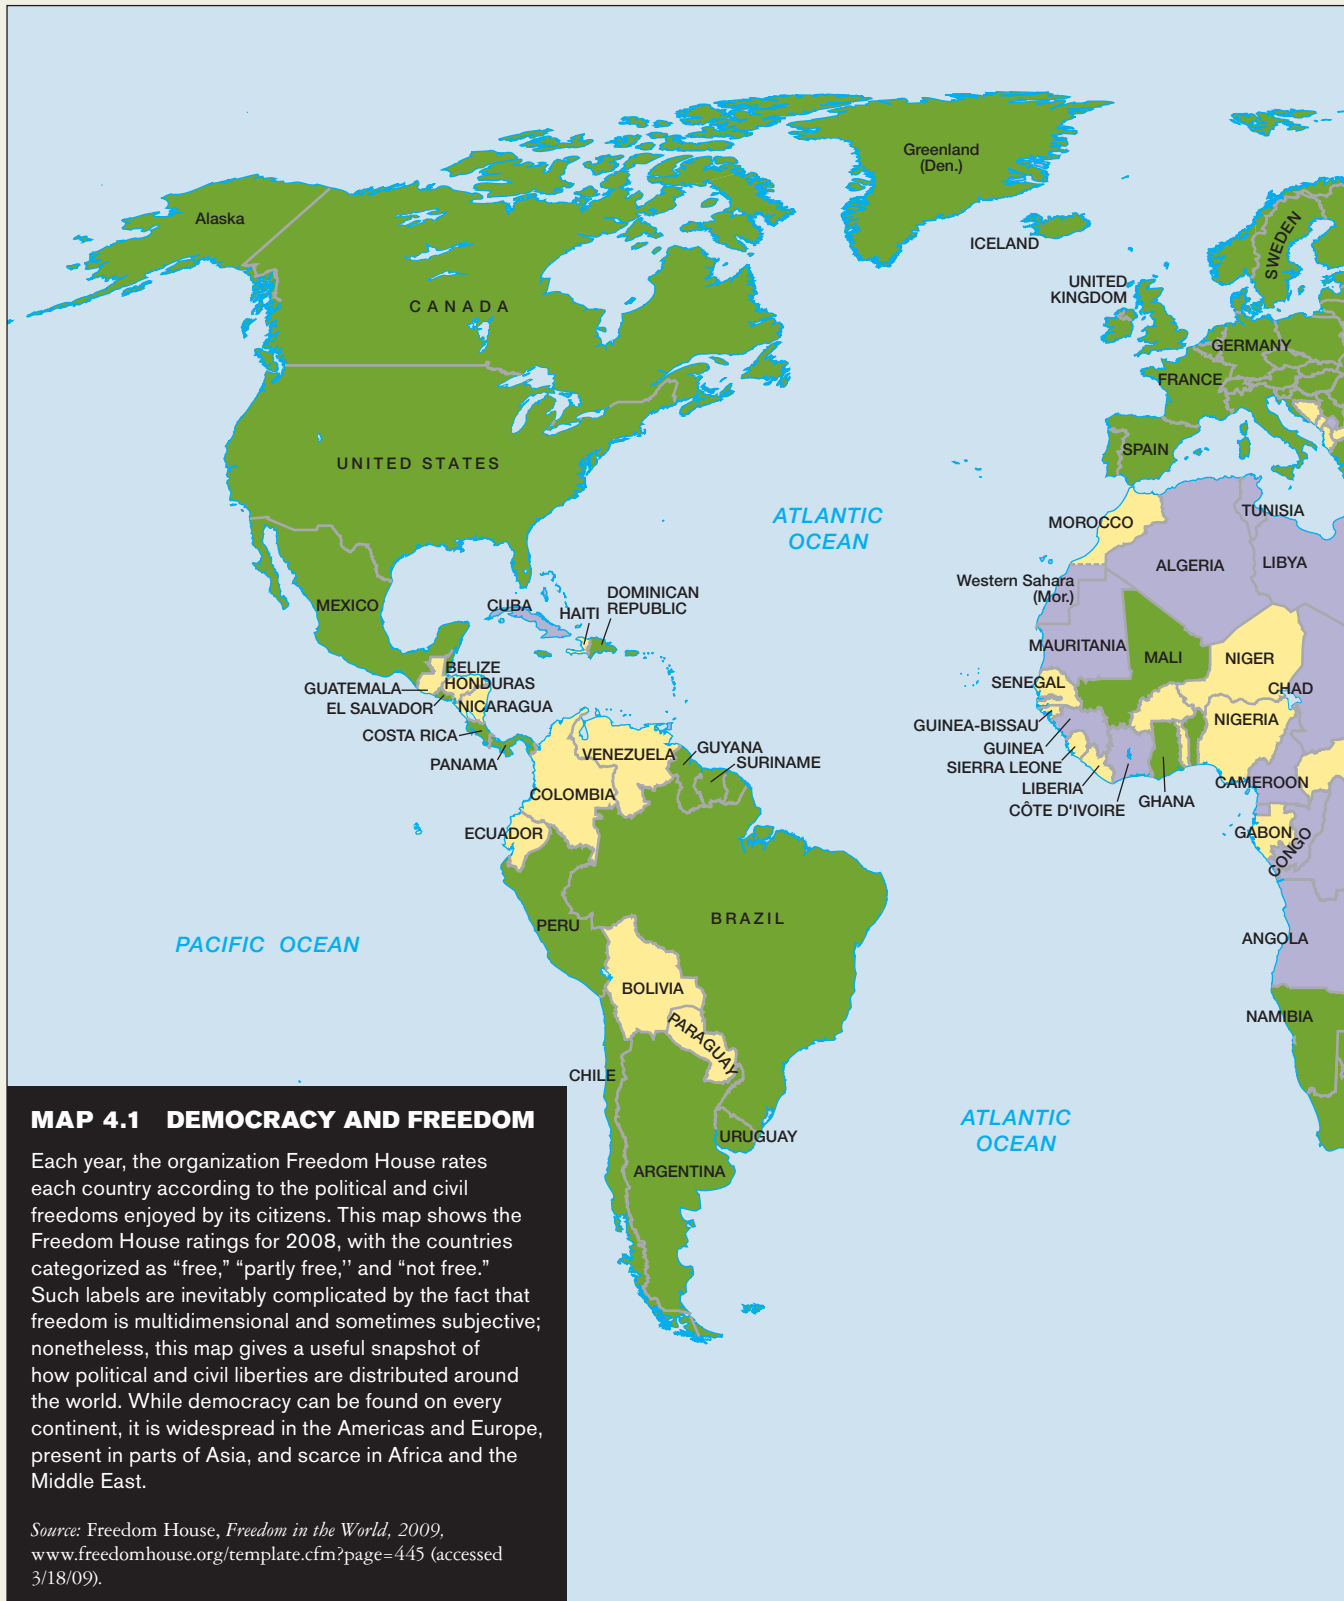 Greenland
(Den.)
Alaska
ICELAND
SWEDEN
UNITED
KINGDOM
CANADA
GERMANY
FRANCE
SPAIN
UNITED STATES
ATLANTIC
OCEAN
MOROCCO
TUNISIA
ALGERIA
LIBYA
Western Sahara
(Mor.)
MEXICO
CUBA
HAITI
DOMINICAN
REPUBLIC
MAURITANIA
MALI
NIGER
CHAD
BELIZE
HONDURAS
GUATEMALA
EL SALVADOR
NICARAGUA
COSTA RICA
PANAMA
SENEGAL
GUINEA-BISSAU
GUINEA
SIERRA LEONE
LIBERIA
CÔTE D'IVOIRE
GHANA
NIGERIA
CAMEROON
GABON
CONGO
VENEZUELA
GUYANA
SURINAME
COLOMBIA
ECUADOR
PERU
BRAZIL
PACIFIC OCEAN
ANGOLA
BOLIVIA
NAMIBIA
PARAGUAY
CHILE
ATLANTIC
OCEAN
URUGUAY
ARGENTINA
MAP 4.1 DEMOCRACY AND FREEDOM
Each year, the organization Freedom House rates
each country according to the political and civil
freedoms enjoyed by its citizens. This map shows the
Freedom House ratings for 2008, with the countries
categorized as “free,” “partly free,'' and “not free.”
Such labels are inevitably complicated by the fact that
freedom is multidimensional and sometimes subjective;
nonetheless, this map gives a useful snapshot of
how political and civil liberties are distributed around
the world. While democracy can be found on every
continent, it is widespread in the Americas and Europe,
present in parts of Asia, and scarce in Africa and the
Middle East.
Source: Freedom House, Freedom in the World, 2009,
www.freedomhouse.org/template.cfm?page=445 (accessed
3/18/09).